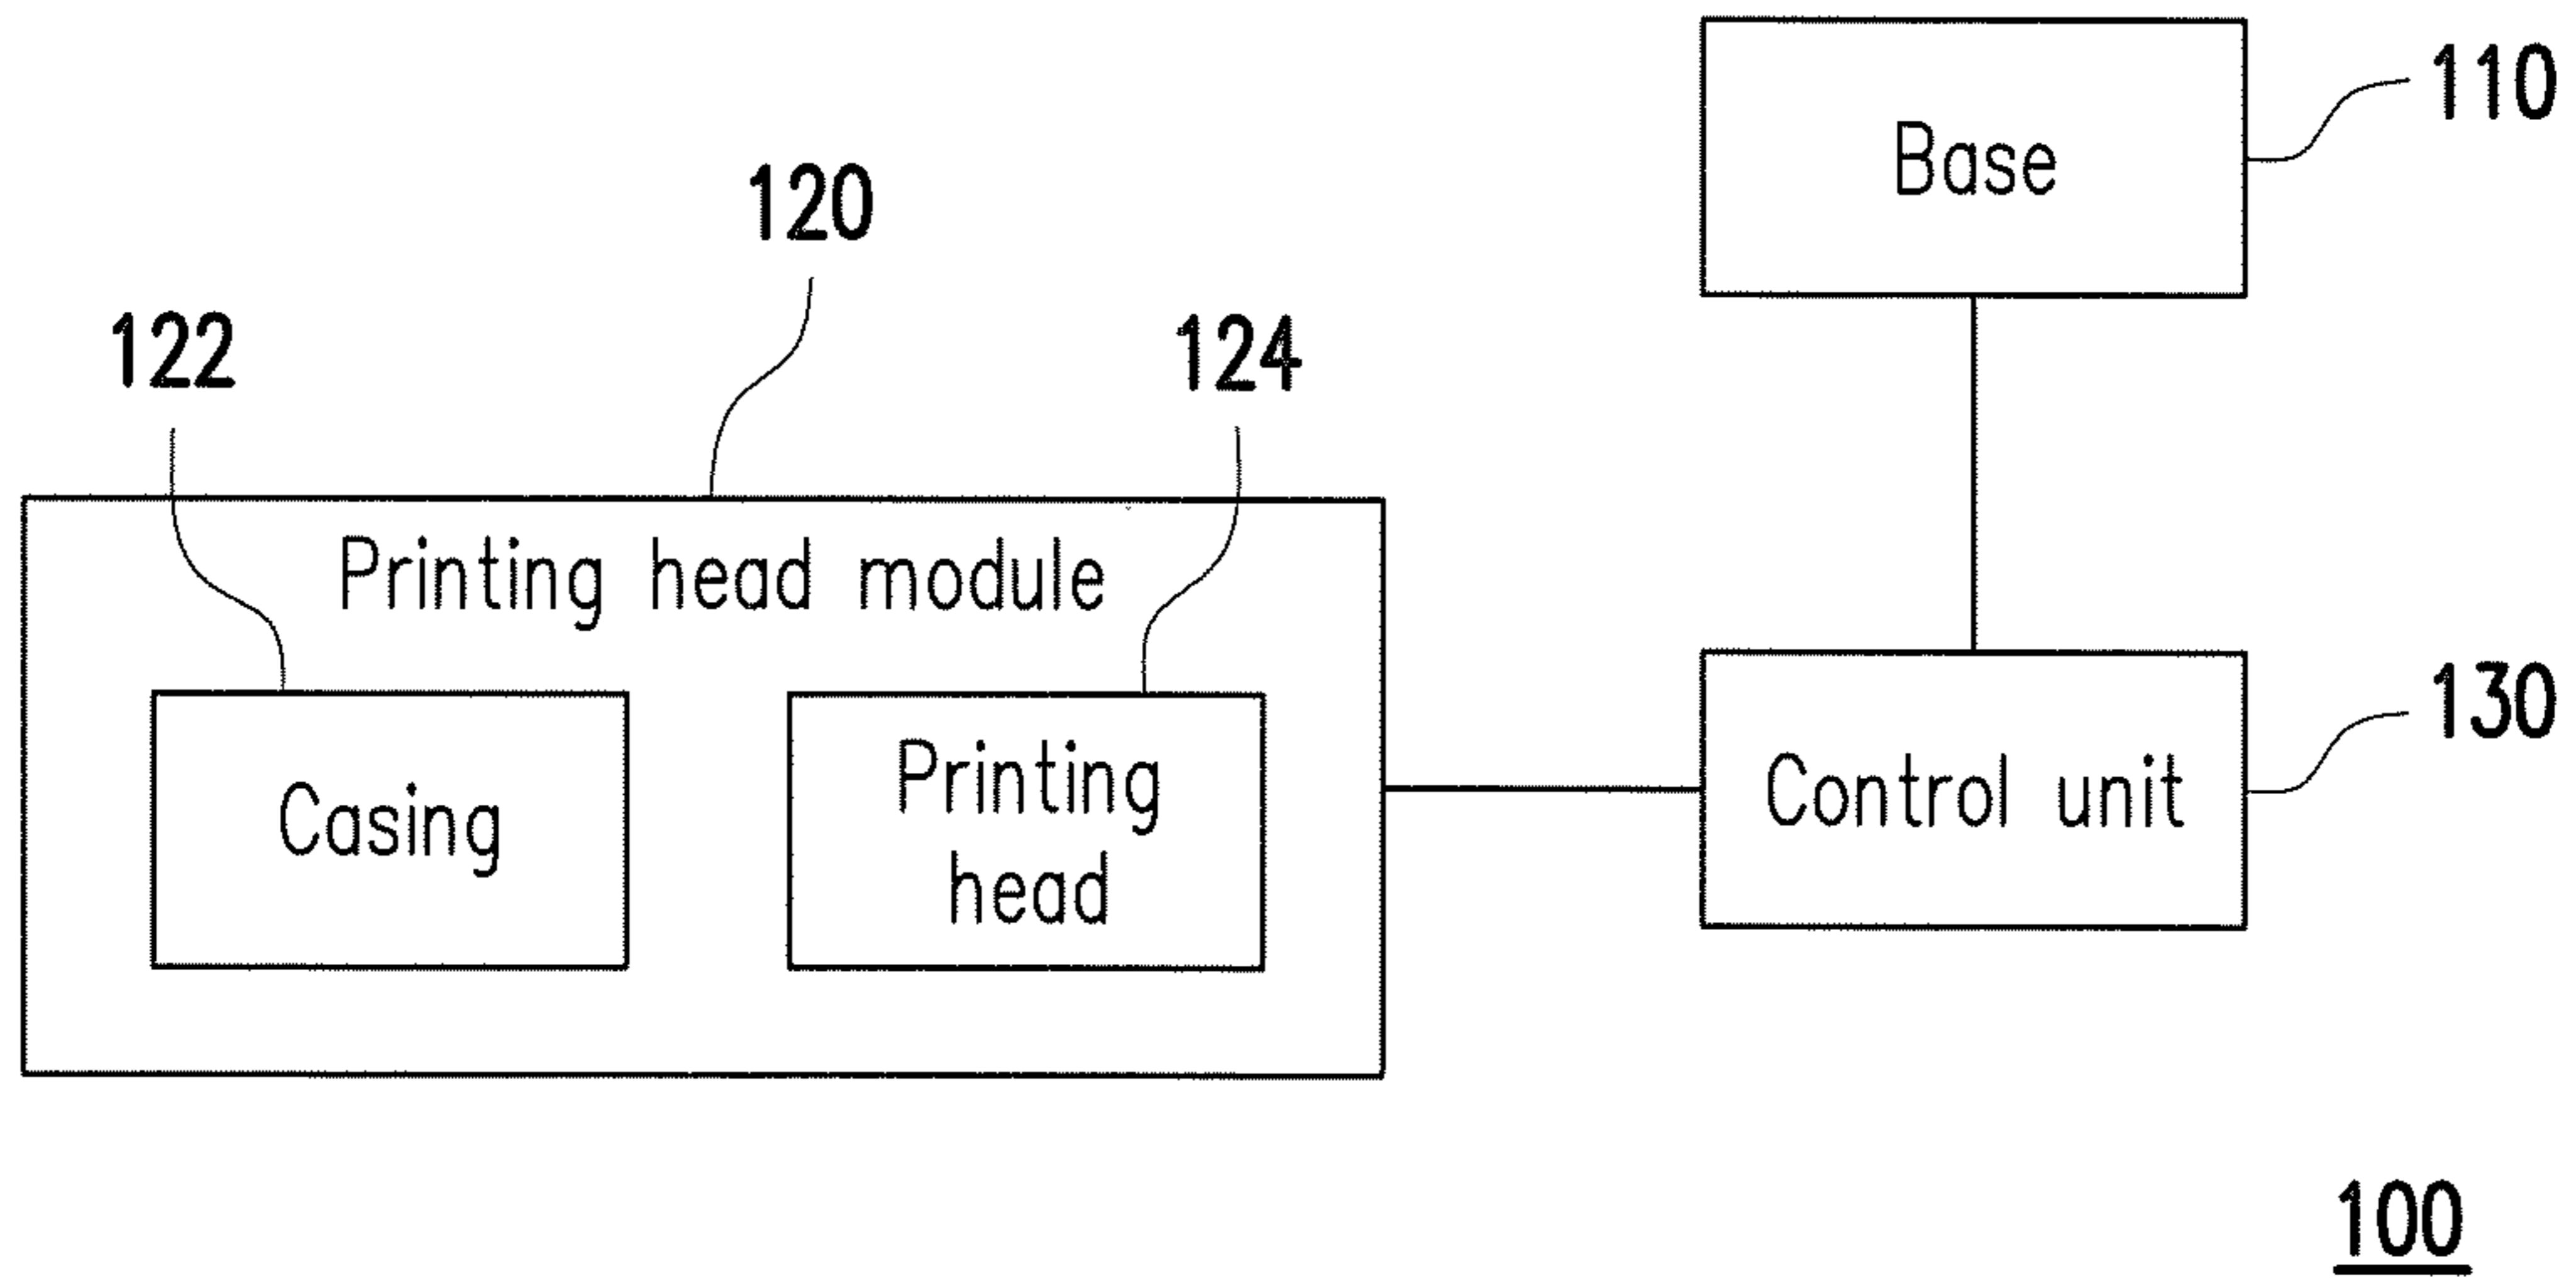 110
Base
120
122
124
Printing head module
130
Casing
Printing
head
Control unit
100